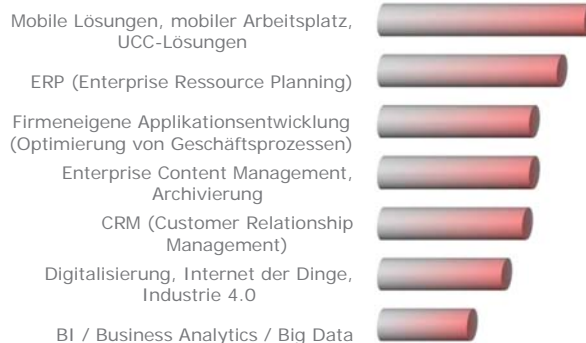 Mobile Lösungen, mobiler Arbeitsplatz,
UCC-Lösungen
ERP (Enterprise Ressource Planning)
Firmeneigene Applikationsentwicklung
(Optimierung von Geschäftsprozessen)
Enterprise Content Management,
Archivierung
CRM (Customer Relationship
Management)
Digitalisierung, Internet der Dinge,
Industrie 4.0
BI / Business Analytics / Big Data